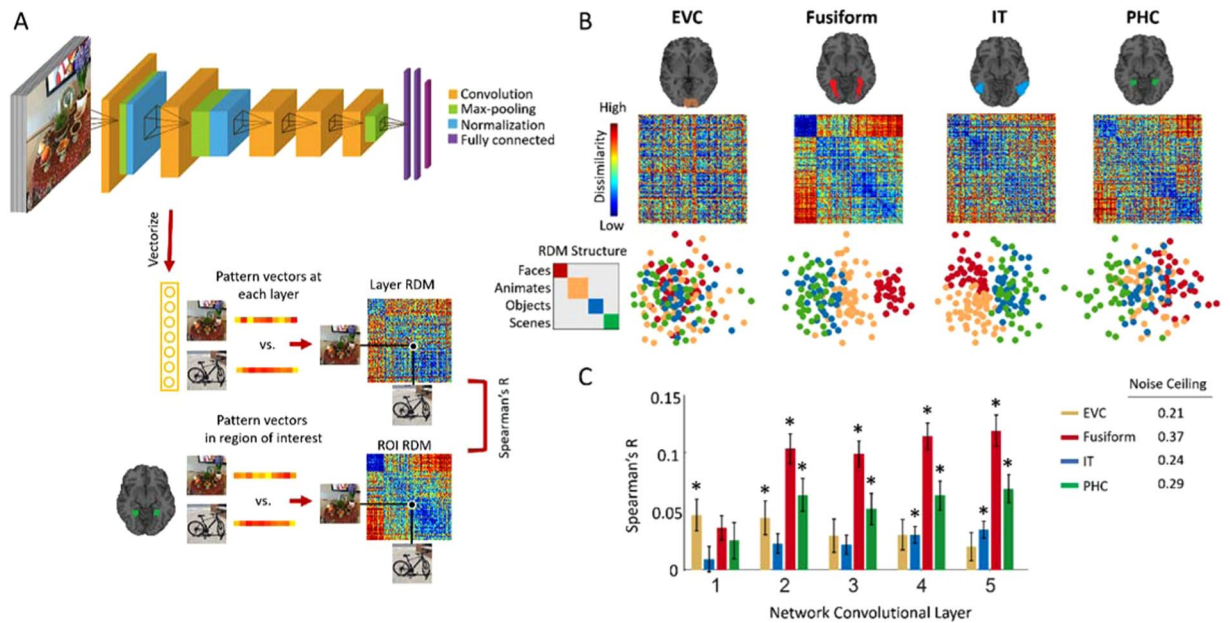 A
Convolution
Max-pooling
Normalization
Fully connected
Vectorize
Pattern vectors at
each layer
vs.
Layer RDM
Pattern vectors
in region of interest
vs.
ROI RDM
Spearman's R
B
EVC
Fusiform
IT
PHC
High
Dissimilarity
Low
RDM Structure
Faces
Animates
Objects
Scenes
C
Spearman's R
0.15
0.1
0.05
0
* * * * * * * * * * * *
1 2 3 4 5
Network Convolutional Layer
Noise Ceiling
EVC 0.21
Fusiform 0.37
IT 0.24
PHC 0.29